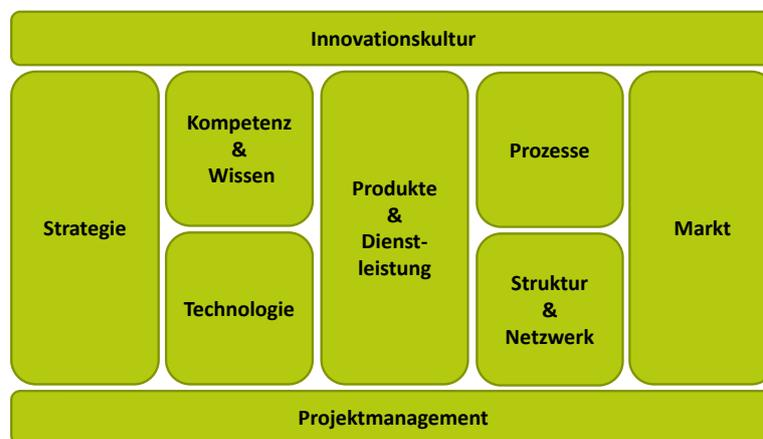 Innovationskultur
Strategie
Kompetenz
&
Wissen
Technologie
Produkte
&
Dienst-
leistung
Prozesse
Struktur
&
Netzwerk
Markt
Projektmanagement